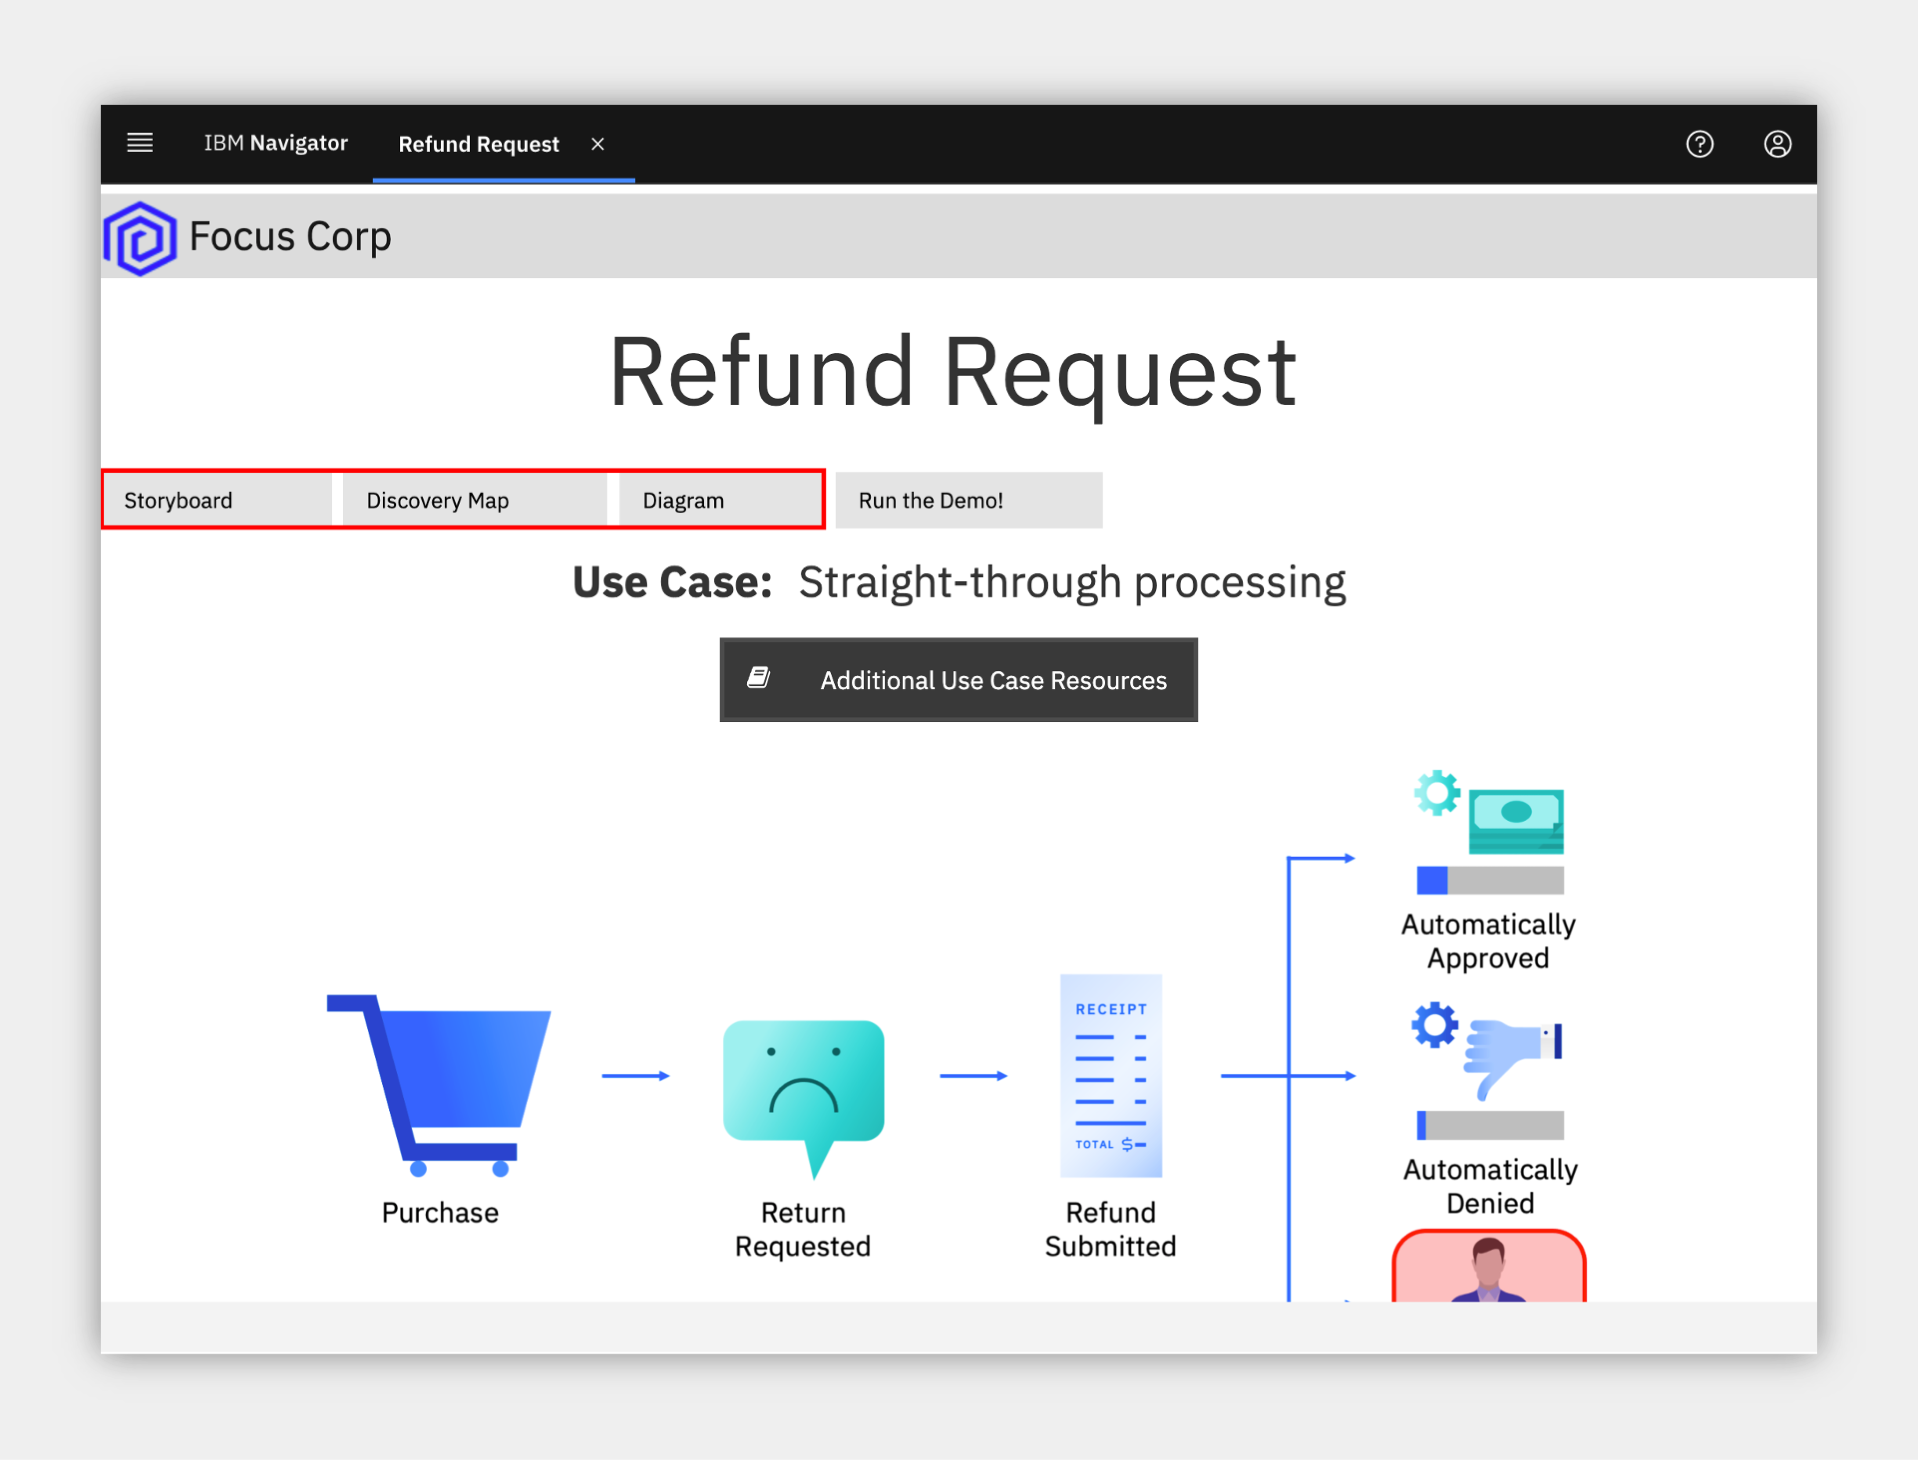 IBM Navigator
Refund Request
Focus Corp
Refund Request
Storyboard
Discovery Map
Diagram
Run the Demo!
Use Case: Straight-through processing
Additional Use Case Resources
Automatically
Approved
RECEIPT
TOTAL $
Automatically
Denied
Purchase
Return
Requested
Refund
Submitted